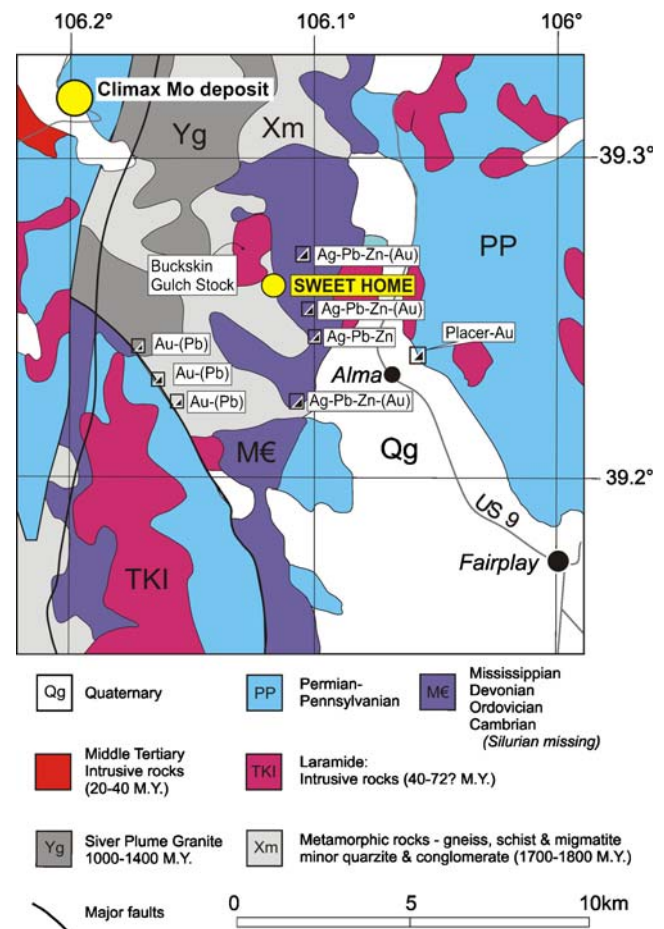 106.2°
106.1°
106°
Climax Mo deposit
Yg
Xm
39.3°
PP
Ag-Pb-Zn-(Au)
Buckskin
Gulch Stock
SWEET HOME
Ag-Pb-Zn-(Au)
Ag-Pb-Zn
Placer-Au
Au-(Pb)
Au-(Pb)
Alma
Au-(Pb)
Ag-Pb-Zn-(Au)
M€
Qg
39.2°
US 9
Fairplay
TKI
Qg
Quaternary
PP
Permian-
Pennsylvanian
M€
Mississippian
Devonian
Ordovician
Cambrian
(Silurian missing)
Middle Tertiary
Intrusive rocks
(20-40 M.Y.)
TKI
Laramide:
Intrusive rocks (40-72? M.Y.)
Yg
Siver Plume Granite
1000-1400 M.Y.
Xm
Metamorphic rocks - gneiss, schist & migmatite
minor quarzite & conglomerate (1700-1800 M.Y.)
Major faults
0
5
10km